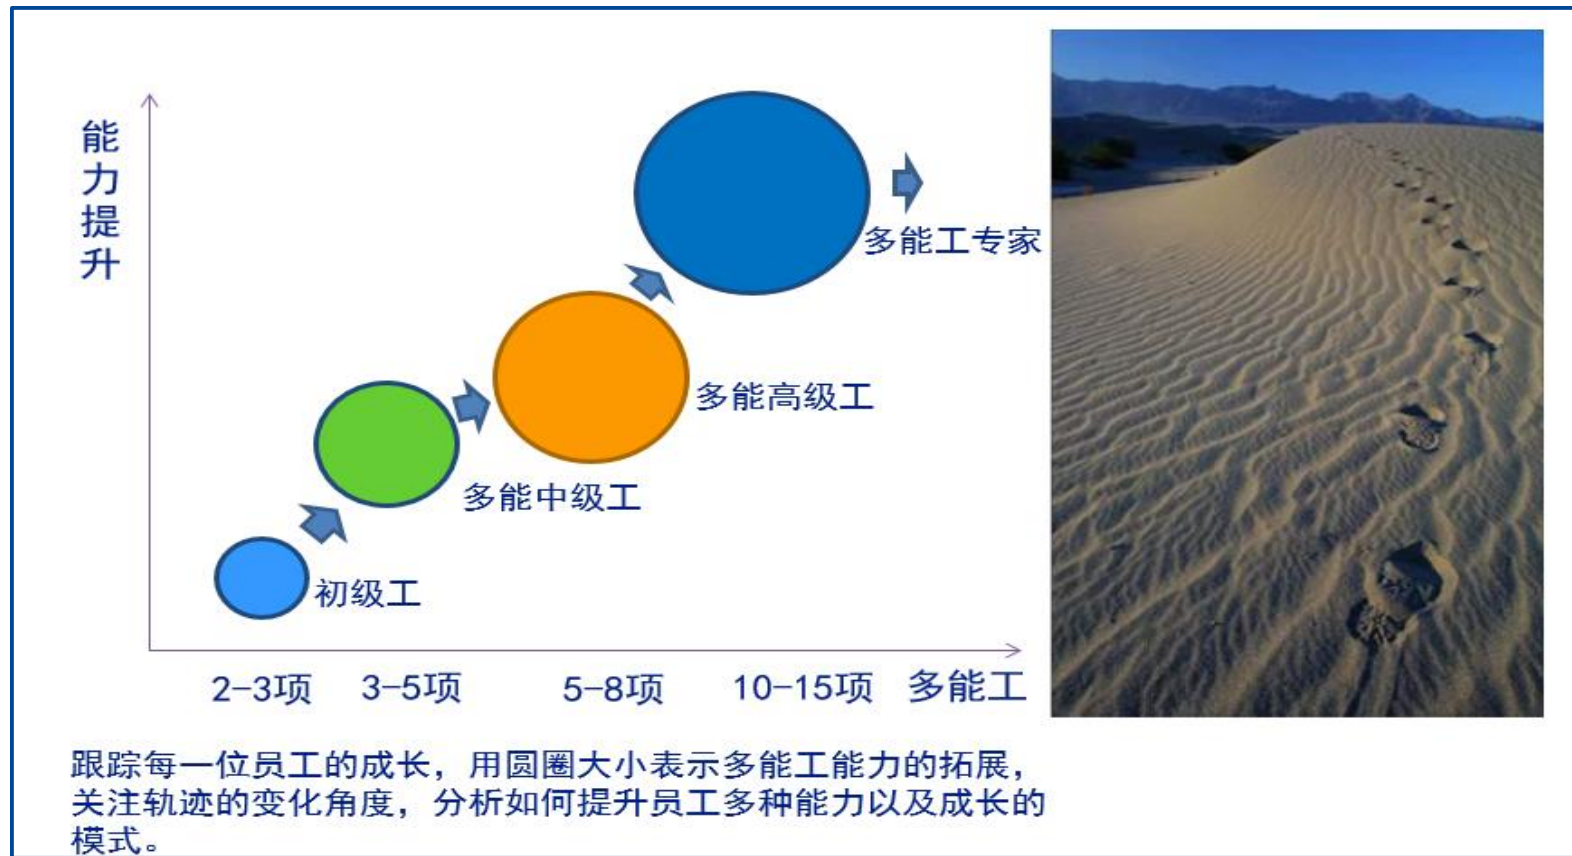 能力提升
多能工专家
多能高级工
多能中级工
初级工
2-3项 3-5项 5-8项 10-15项 多能工
跟踪每一位员工的成长，用圆圈大小表示多能工能力的拓展，
关注轨迹的变化角度，分析如何提升员工多种能力以及成长的
模式。